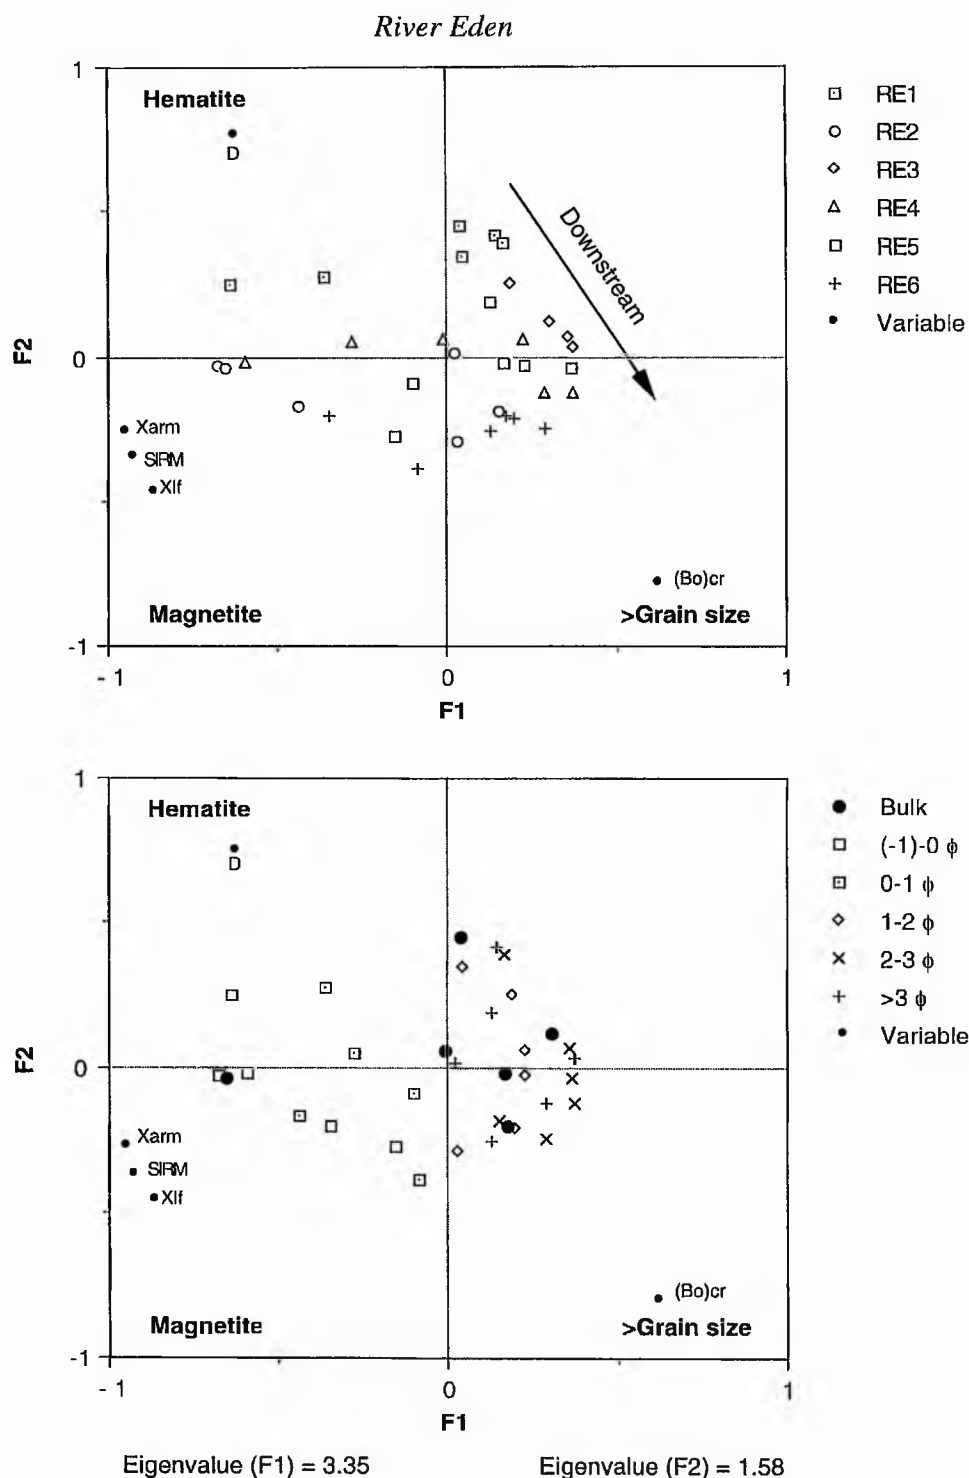 River Eden
1
Hematite
D
F2
0
Xarm
SIRM
Xlf
(Bo)cr
Magnetite
>Grain size
-1
- 1
0
1
F1
Downstream
RE1
RE2
RE3
RE4
RE5
RE6
Variable
1
Hematite
D
F2
0
Xarm
SIRM
Xlf
(Bo)cr
Magnetite
>Grain size
-1
- 1
0
1
F1
Bulk
(-1)-0 ϕ
0-1 ϕ
1-2 ϕ
2-3 ϕ
>3 ϕ
Variable
Eigenvalue (F1) = 3.35
Eigenvalue (F2) = 1.58